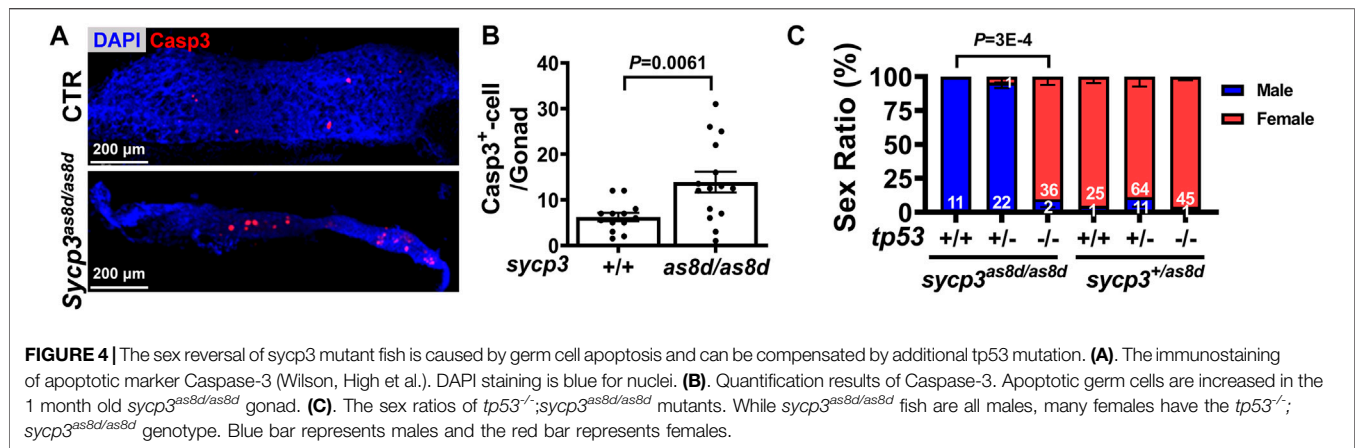 A
DAPI Casp3
CTR
200 µm
Sycp3as8d/as8d
200 µm
B
P=0.0061
Casp3+-cell
/Gonad
40
30
20
10
0
sycp3 +/+ as8d/as8d
C
P=3E-4
Sex Ratio (%)
100
75
50
25
0
1
11 22 36 2 25 1 64 11 45 1
Male
Female
tp53 +/+ +/- -/- +/+ +/- -/-
sycp3as8d/as8d sycp3+/as8d
FIGURE 4 | The sex reversal of sycp3 mutant fish is caused by germ cell apoptosis and can be compensated by additional tp53 mutation. (A). The immunostaining
of apoptotic marker Caspase-3 (Wilson, High et al.). DAPI staining is blue for nuclei. (B). Quantification results of Caspase-3. Apoptotic germ cells are increased in the
1 month old sycp3as8d/as8d gonad. (C). The sex ratios of tp53-/-;sycp3as8d/as8d mutants. While sycp3as8d/as8d fish are all males, many females have the tp53-/-;
sycp3as8d/as8d genotype. Blue bar represents males and the red bar represents females.